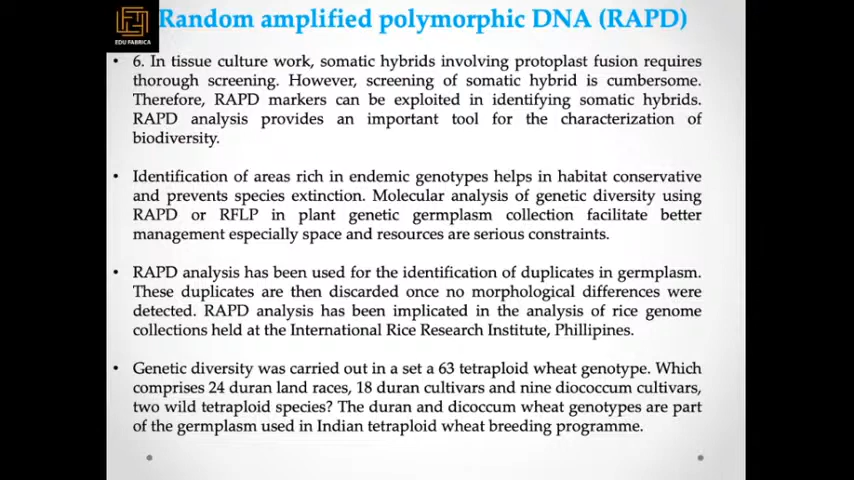 Random amplified polymorphic DNA (RAPD)
EDU FABRICA
• 6. In tissue culture work, somatic hybrids involving protoplast fusion requires
thorough screening. However, screening of somatic hybrid is cumbersome.
Therefore, RAPD markers can be exploited in identifying somatic hybrids.
RAPD analysis provides an important tool for the characterization of
biodiversity.
• Identification of areas rich in endemic genotypes helps in habitat conservative
and prevents species extinction. Molecular analysis of genetic diversity using
RAPD or RFLP in plant genetic germplasm collection facilitate better
management especially space and resources are serious constraints.
• RAPD analysis has been used for the identification of duplicates in germplasm.
These duplicates are then discarded once no morphological differences were
detected. RAPD analysis has been implicated in the analysis of rice genome
collections held at the International Rice Research Institute, Phillipines.
• Genetic diversity was carried out in a set a 63 tetraploid wheat genotype. Which
comprises 24 duran land races, 18 duran cultivars and nine diococcum cultivars,
two wild tetraploid species? The duran and dicoccum wheat genotypes are part
of the germplasm used in Indian tetraploid wheat breeding programme.